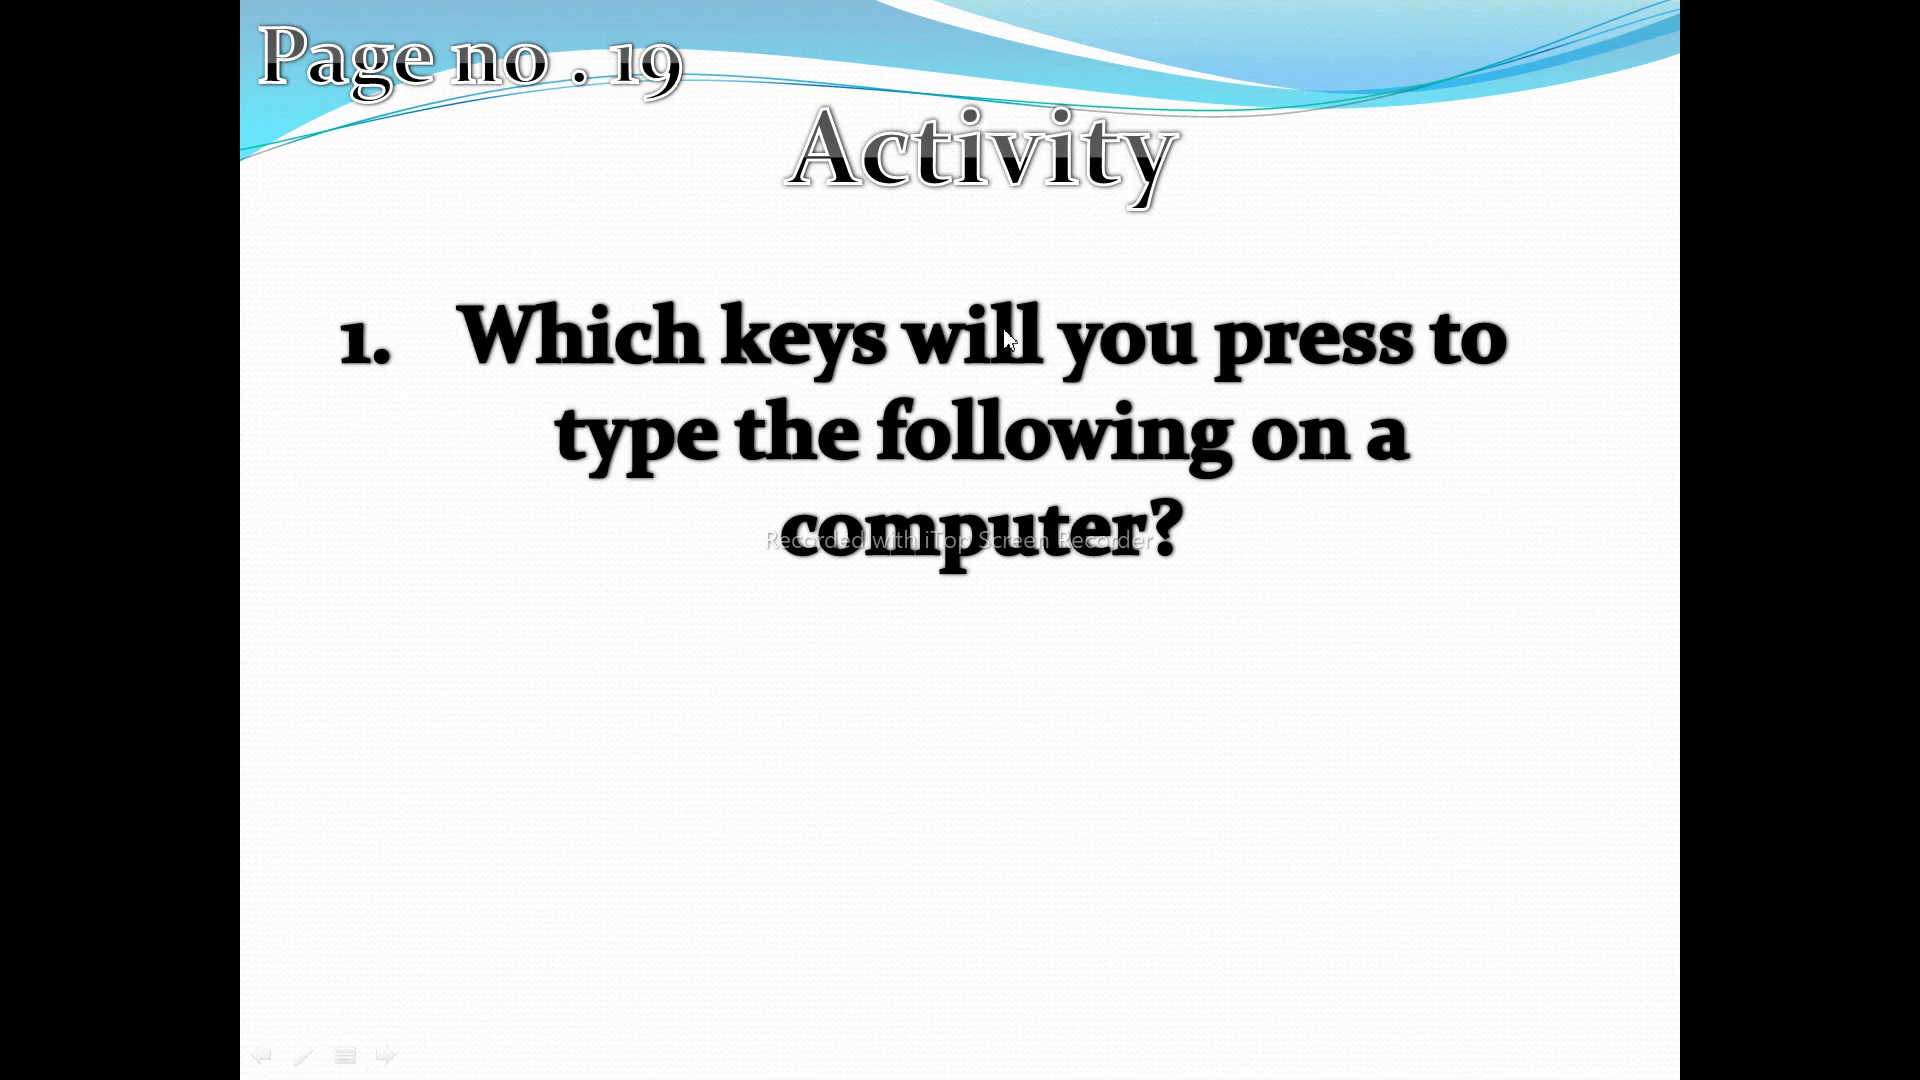 Page no . 19
Activity
1. Which keys will you press to
type the following on a
computer?
Recorded with iTop Screen Recorder